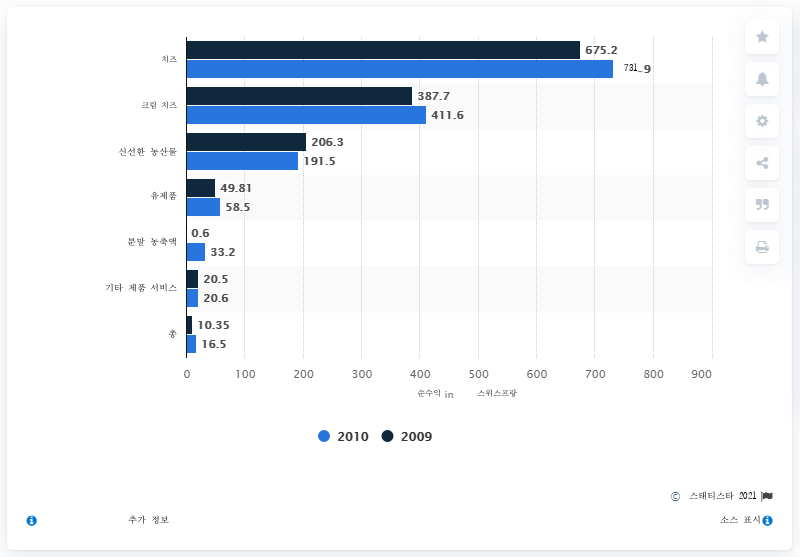 치즈
675.2
731.9
크림 치즈
387.7
411.6
신선한 농산물
206.3
191.5
유제품
49.81
58.5
분말 농축액
0.6
33.2
기타 제품 서비스
20.5
20.6
총
10.35
16.5
0 100 200 300 400 500 600 700 800 900
순수익 in 스위스프랑
2010 2009
© 스태티스타 2021
추가 정보 소스 표시